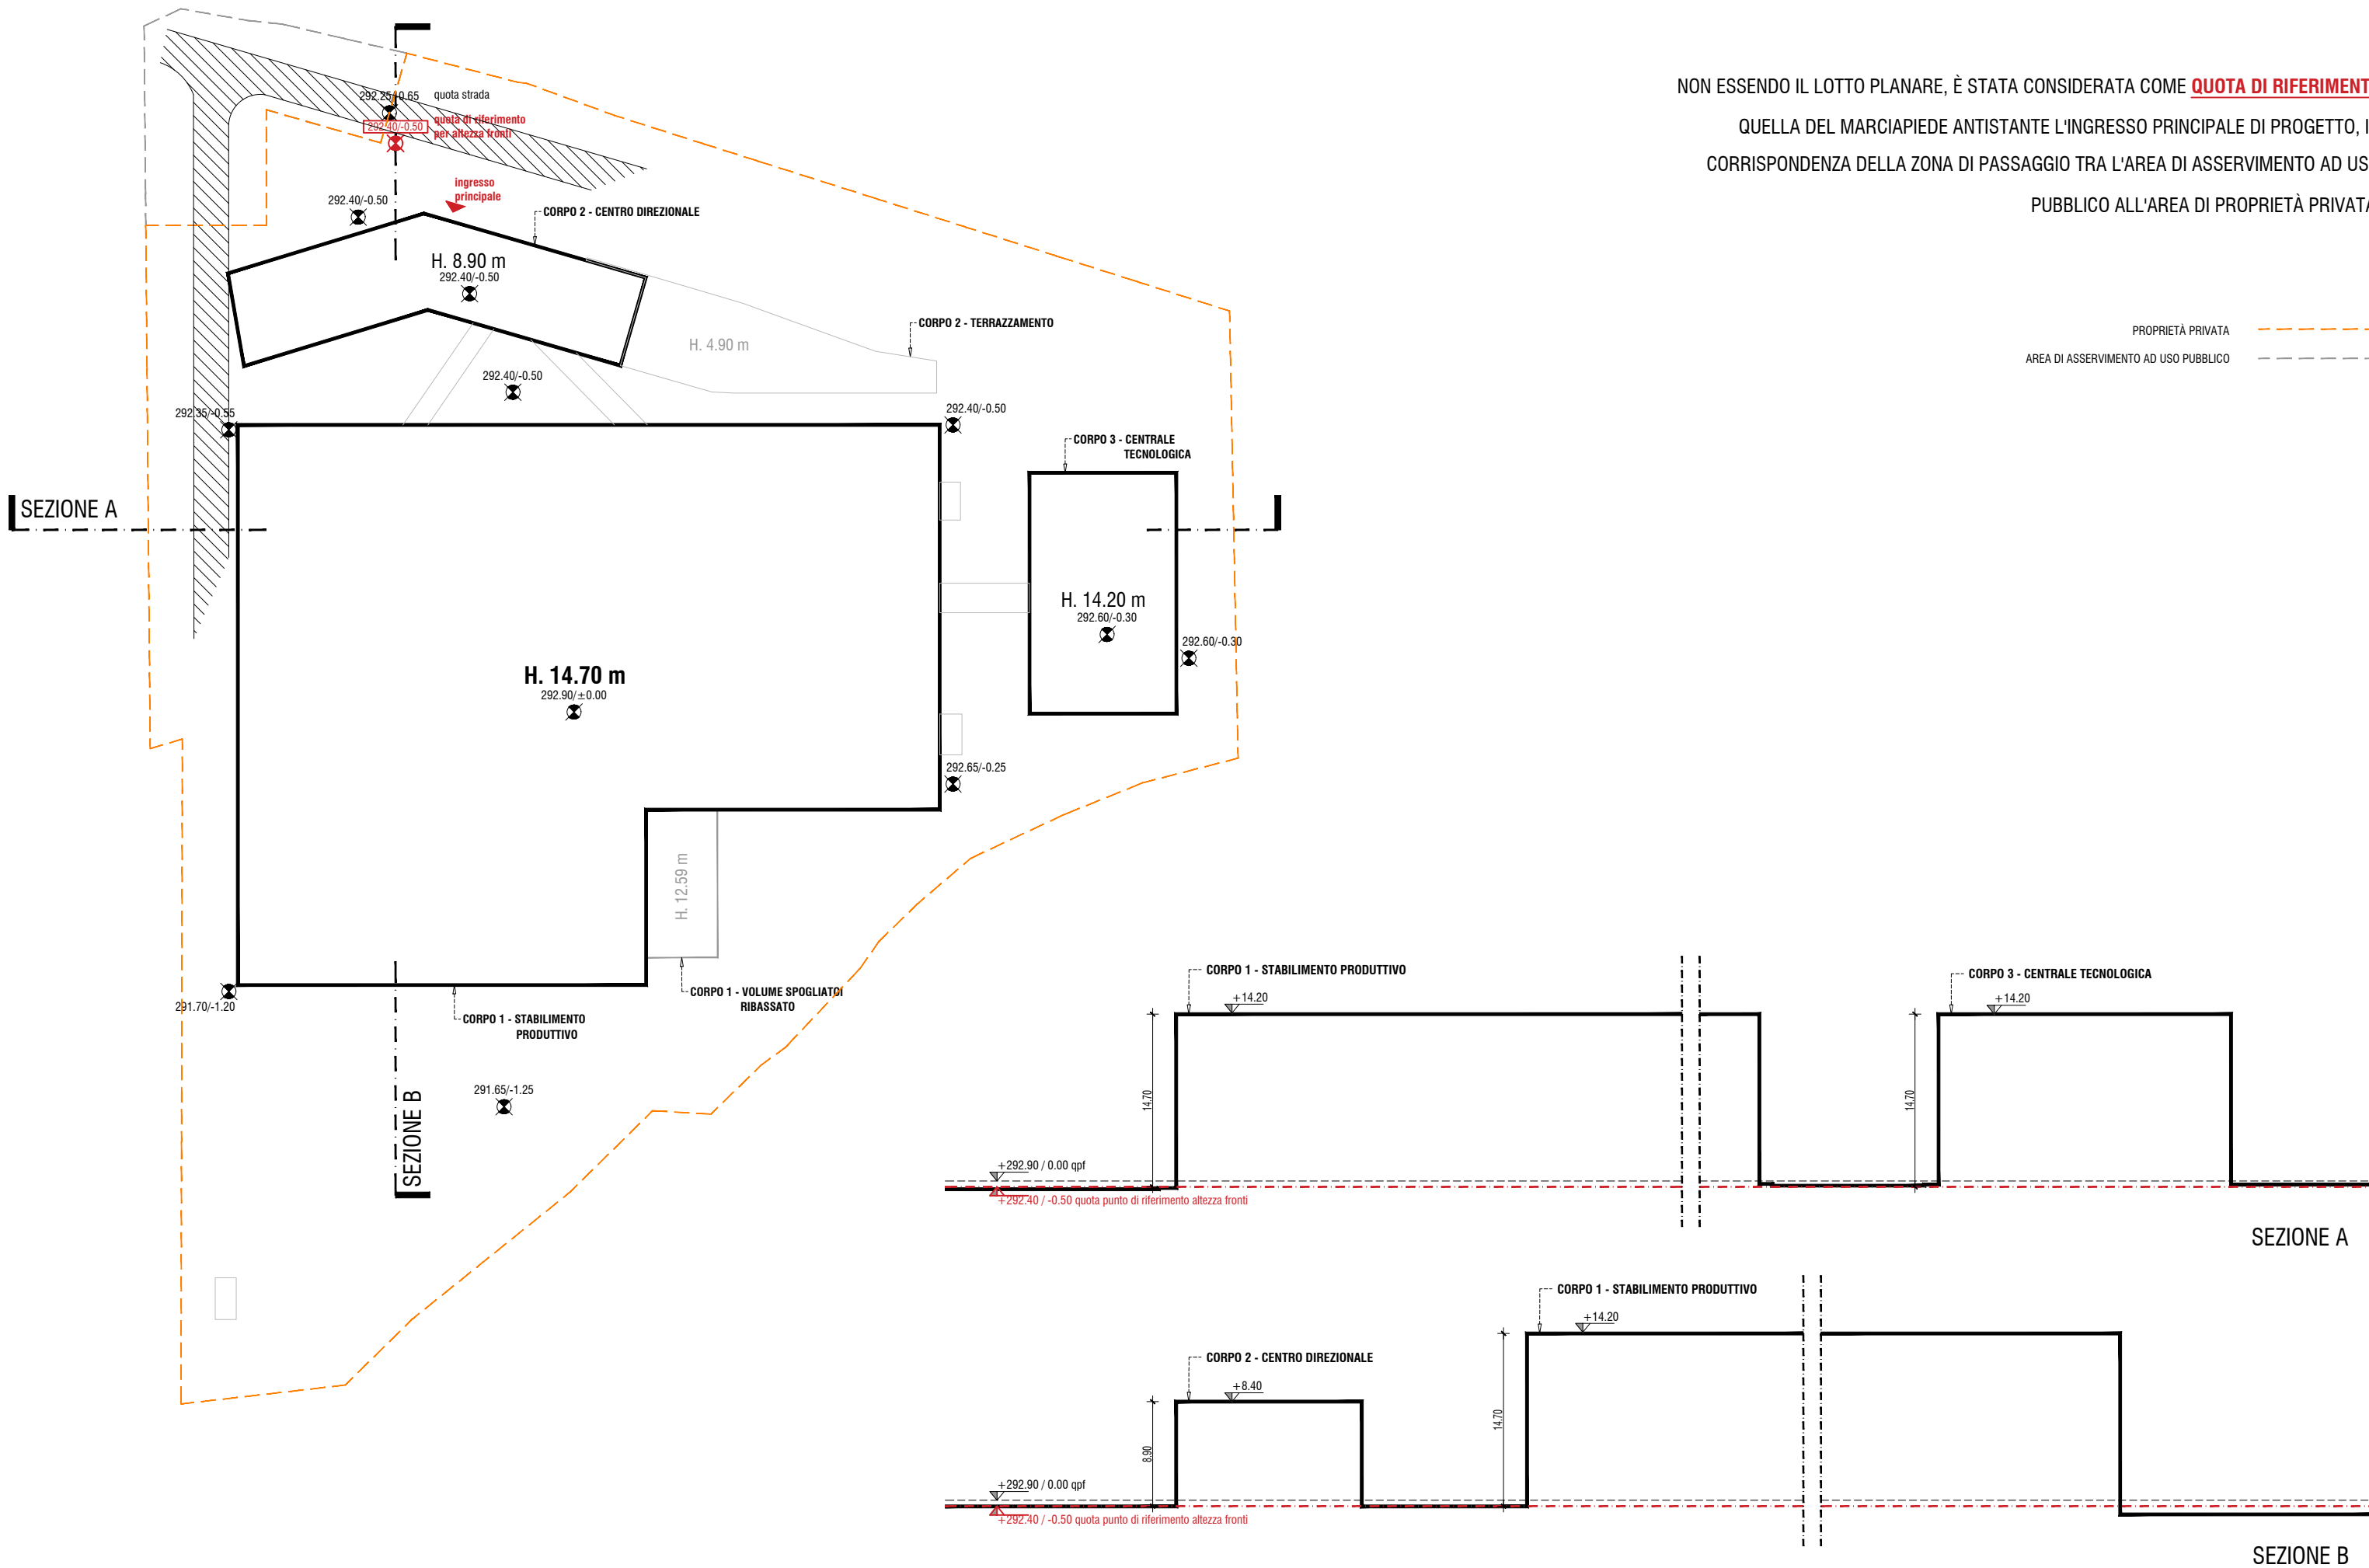 NON ESSENDO IL LOTTO PLANARE, È STATA CONSIDERATA COME QUOTA DI RIFERIMENT
QUELLA DEL MARCIAPIEDE ANTISTANTE L'INGRESSO PRINCIPALE DI PROGETTO, I
CORRISPONDENZA DELLA ZONA DI PASSAGGIO TRA L'AREA DI ASSERVIMENTO AD US
PUBBLICO ALL'AREA DI PROPRIETÀ PRIVATA
PROPRIETÀ PRIVATA
AREA DI ASSERVIMENTO AD USO PUBBLICO
292.25/-0.65
quota strada
292.40/-0.50
quota di riferimento
per altezza fronti
ingresso
principale
292.40/-0.50
CORPO 2 - CENTRO DIREZIONALE
H. 8.90 m
292.40/-0.50
CORPO 2 - TERRAZZAMENTO
H. 4.90 m
292.40/-0.50
292.35/-0.55
292.40/-0.50
CORPO 3 - CENTRALE
TECNOLOGICA
SEZIONE A
H. 14.20 m
292.60/-0.30
292.60/-0.30
H. 14.70 m
292.90/±0.00
292.65/-0.25
H. 12.59 m
CORPO 1 - VOLUME SPOGLIATOI
RIBASSATO
291.70/-1.20
CORPO 1 - STABILIMENTO
PRODUTTIVO
291.65/-1.25
SEZIONE B
CORPO 1 - STABILIMENTO PRODUTTIVO
+14.20
CORPO 3 - CENTRALE TECNOLOGICA
+14.20
14.70
14.70
+292.90 / 0.00 qpf
+292.40 / -0.50 quota punto di riferimento altezza fronti
SEZIONE A
CORPO 1 - STABILIMENTO PRODUTTIVO
+14.20
CORPO 2 - CENTRO DIREZIONALE
+8.40
14.70
8.90
+292.90 / 0.00 qpf
+292.40 / -0.50 quota punto di riferimento altezza fronti
SEZIONE B